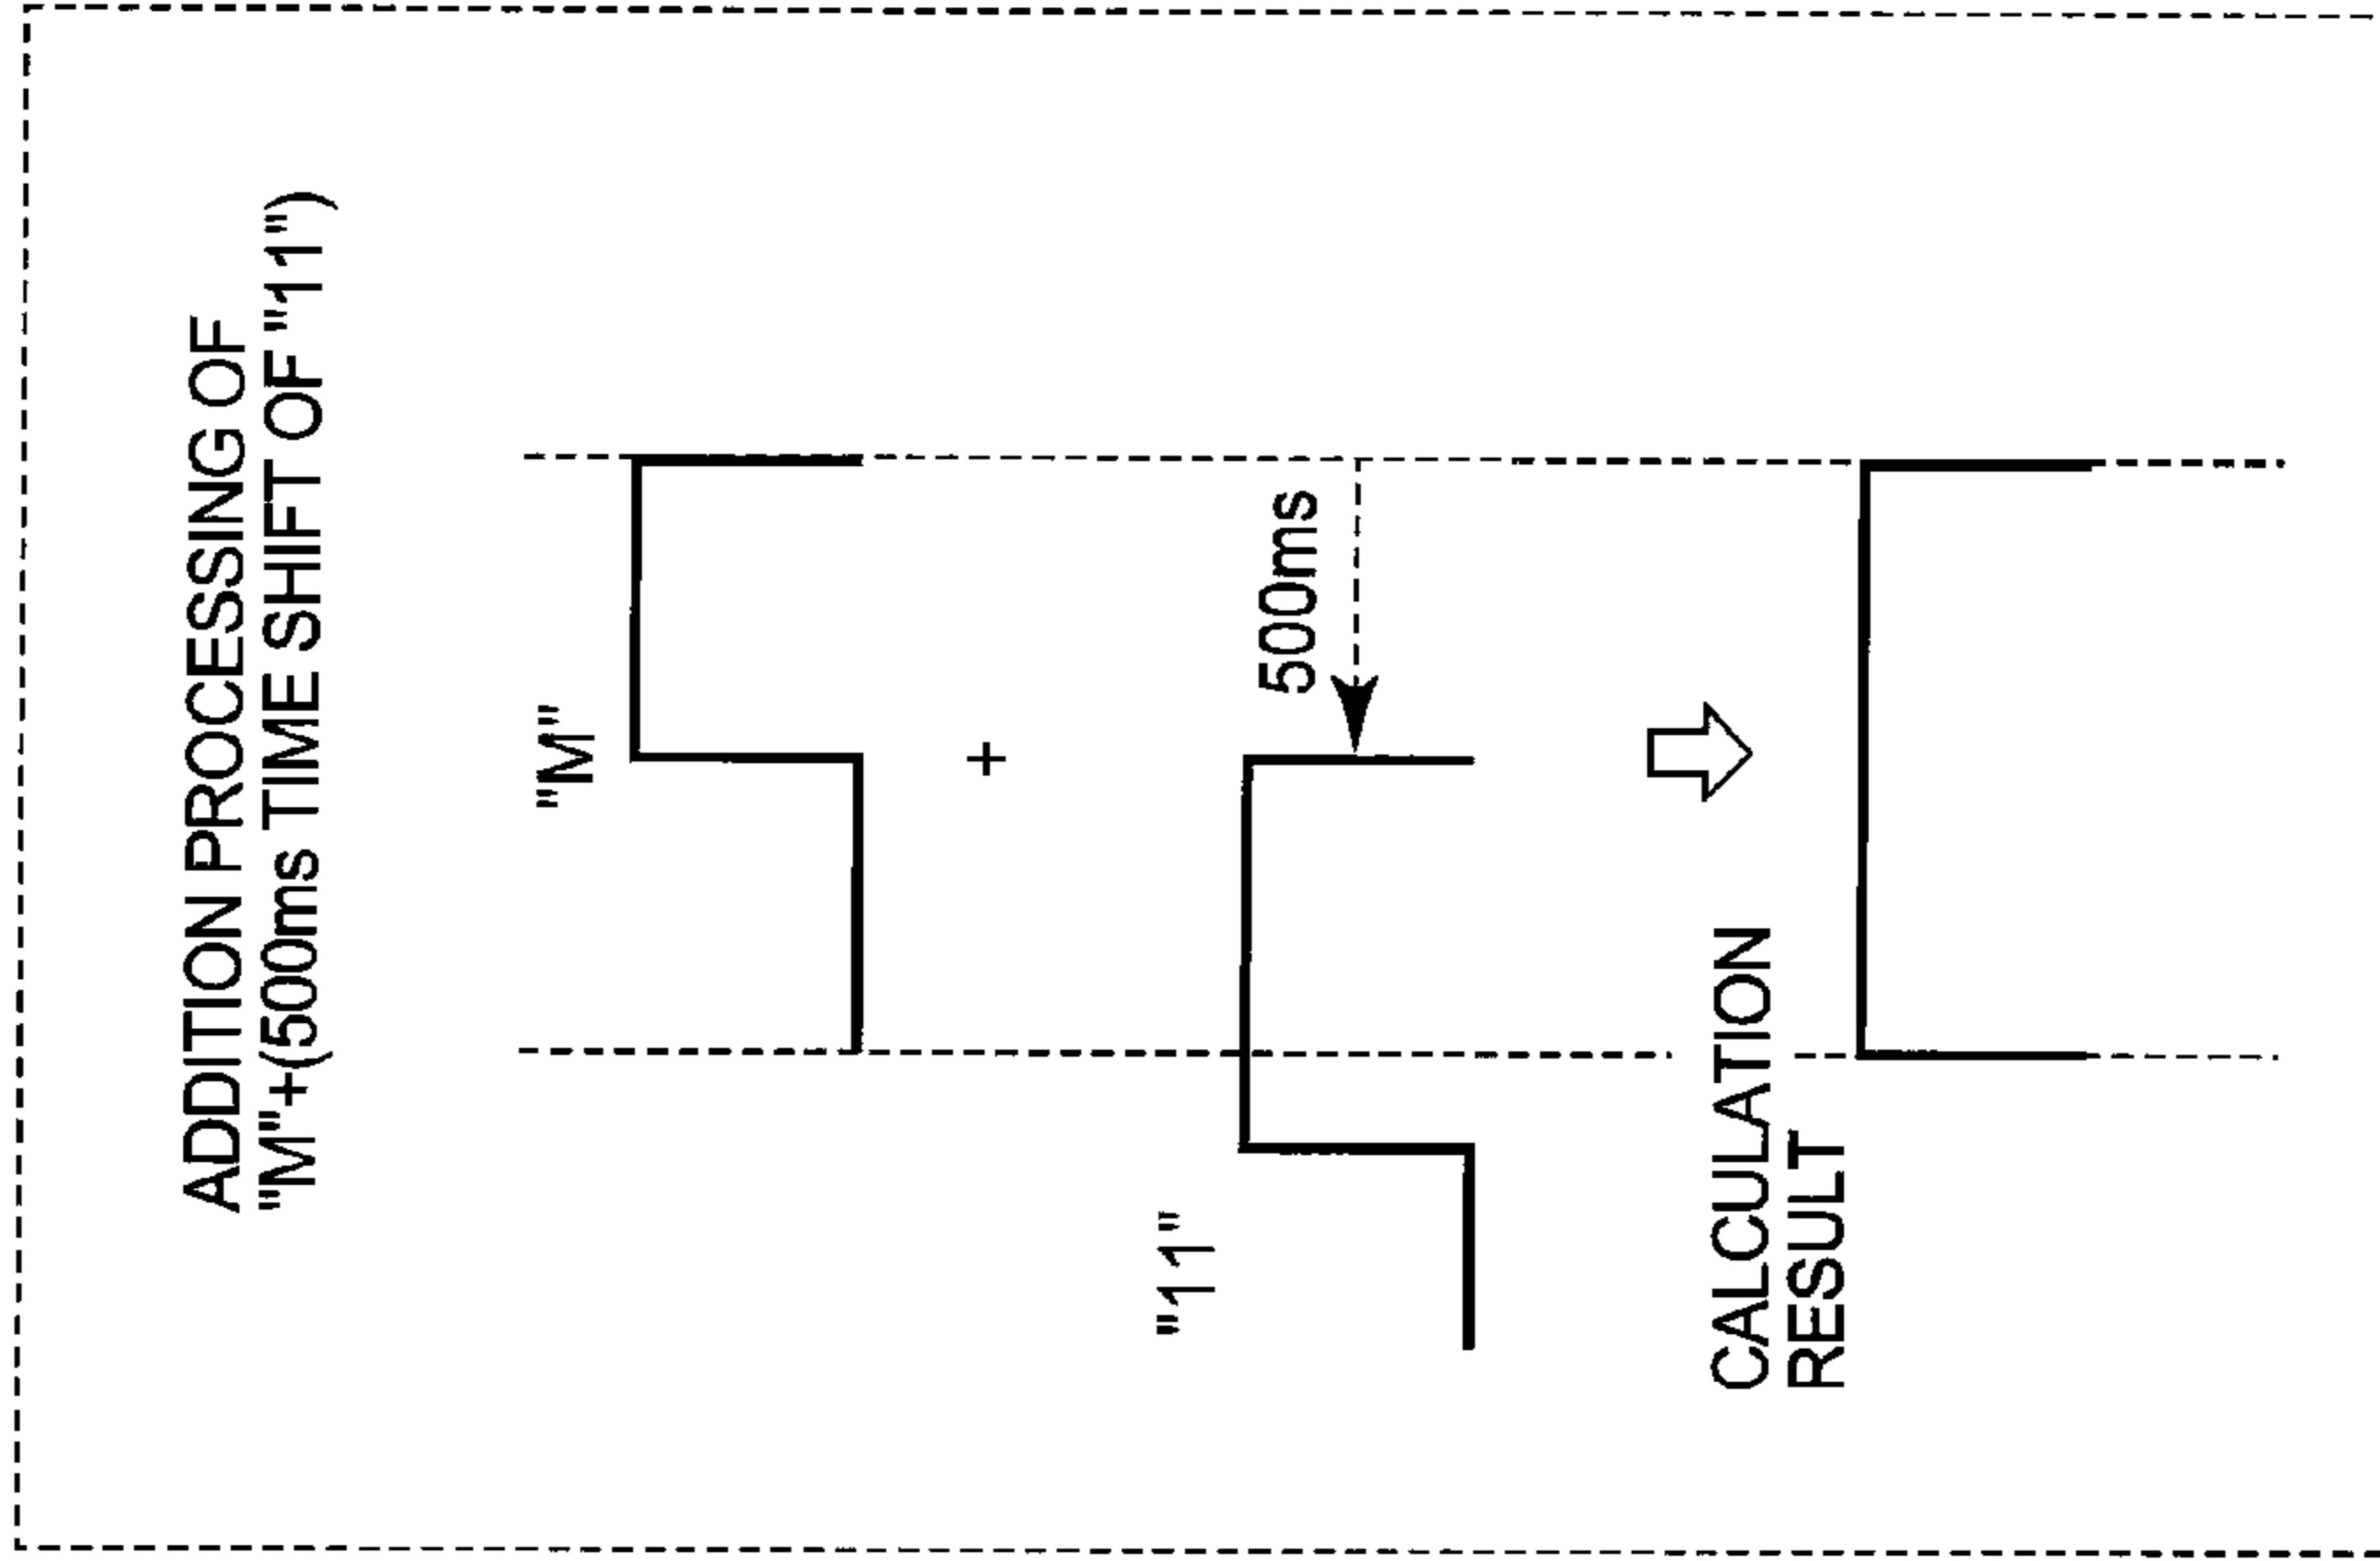 ADDITION PROCESSING OF
"M"+(500ms TIME SHIFT OF "11")
"M"
+
"11"
500ms
CALCULATION
RESULT